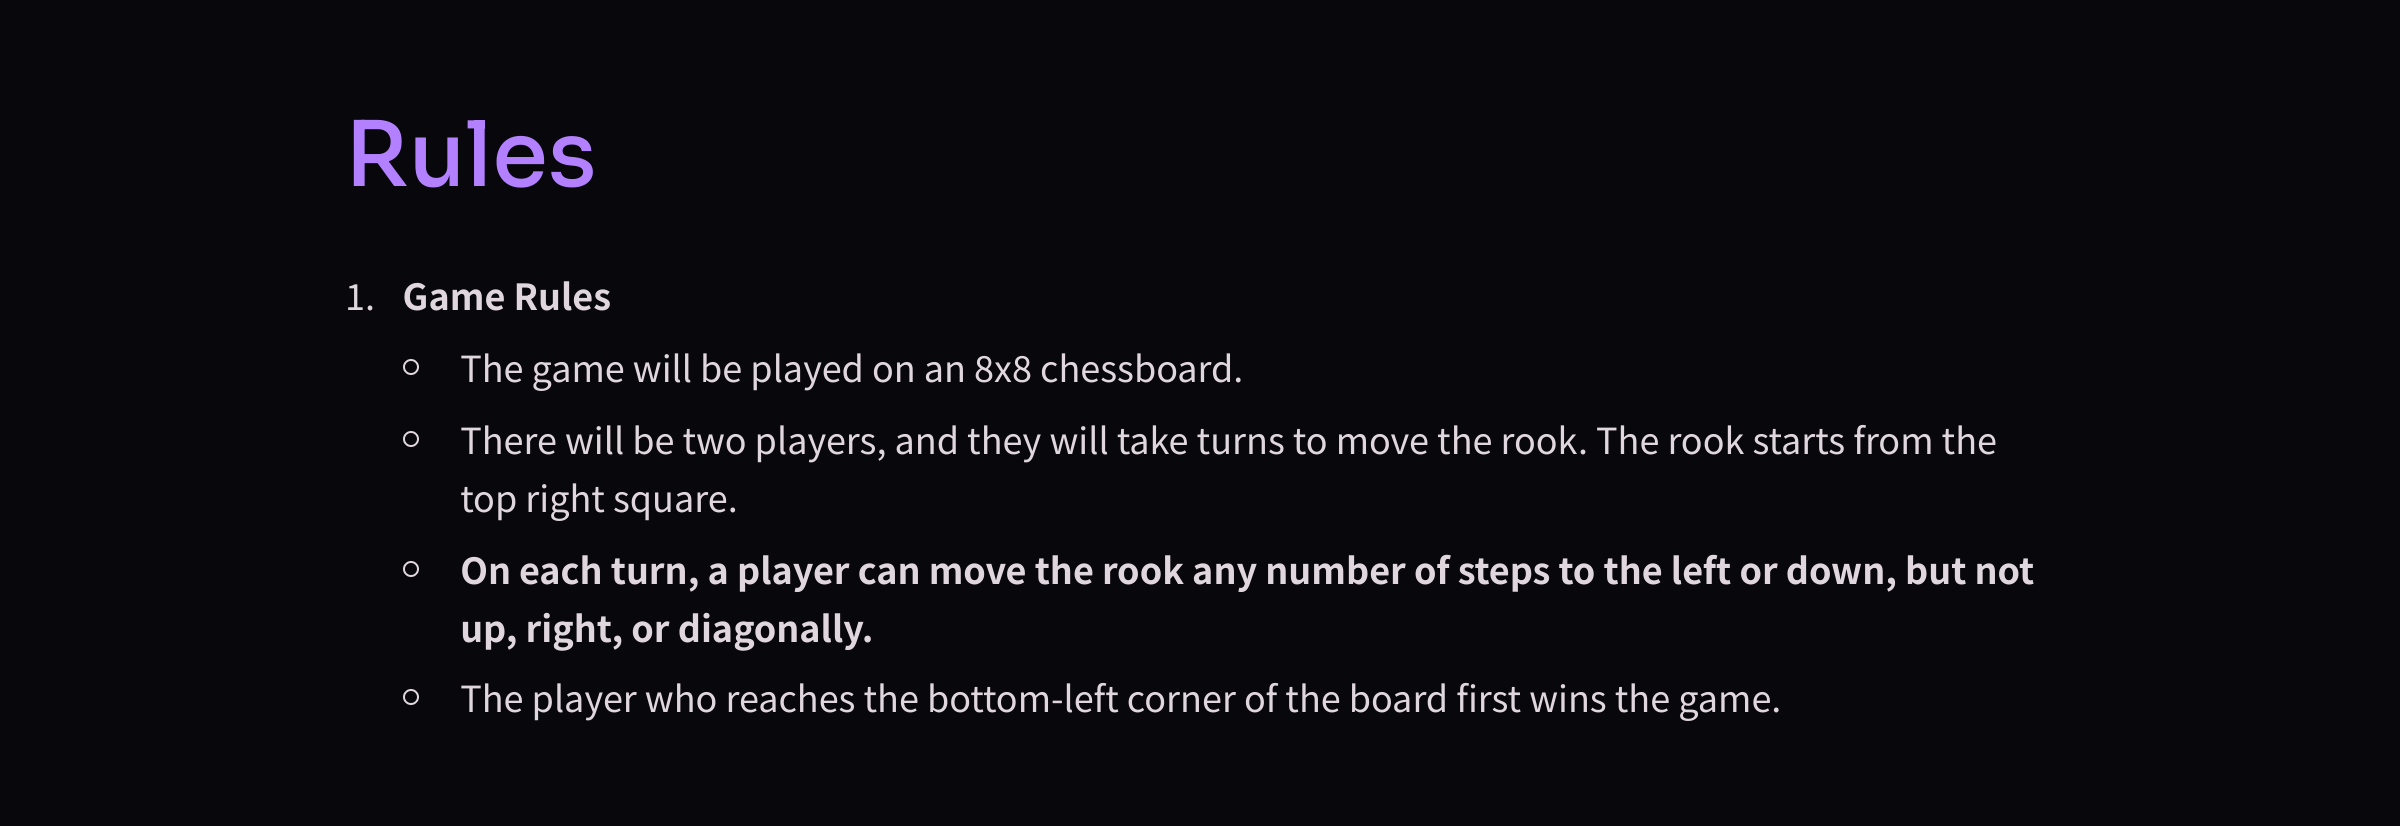 Rules
1. Game Rules
○ The game will be played on an 8x8 chessboard.
○ There will be two players, and they will take turns to move the rook. The rook starts from the
top right square.
○ On each turn, a player can move the rook any number of steps to the left or down, but not
up, right, or diagonally.
○ The player who reaches the bottom-left corner of the board first wins the game.